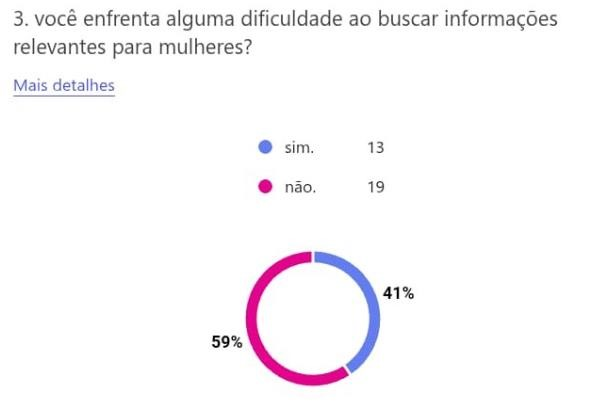 3. você enfrenta alguma dificuldade ao buscar informações
relevantes para mulheres?
Mais detalhes
sim. 13
não. 19
41%
59%